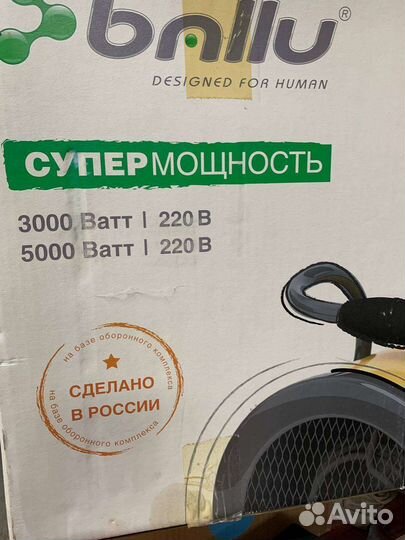 ballu®
DESIGNED FOR HUMAN
СУПЕРМОЩНОСТЬ
3000 Ватт | 220 В
5000 Ватт | 220 В
на базе оборонного комплекса
СДЕЛАНО
В РОССИИ
на базе оборонного комплекса
Avito